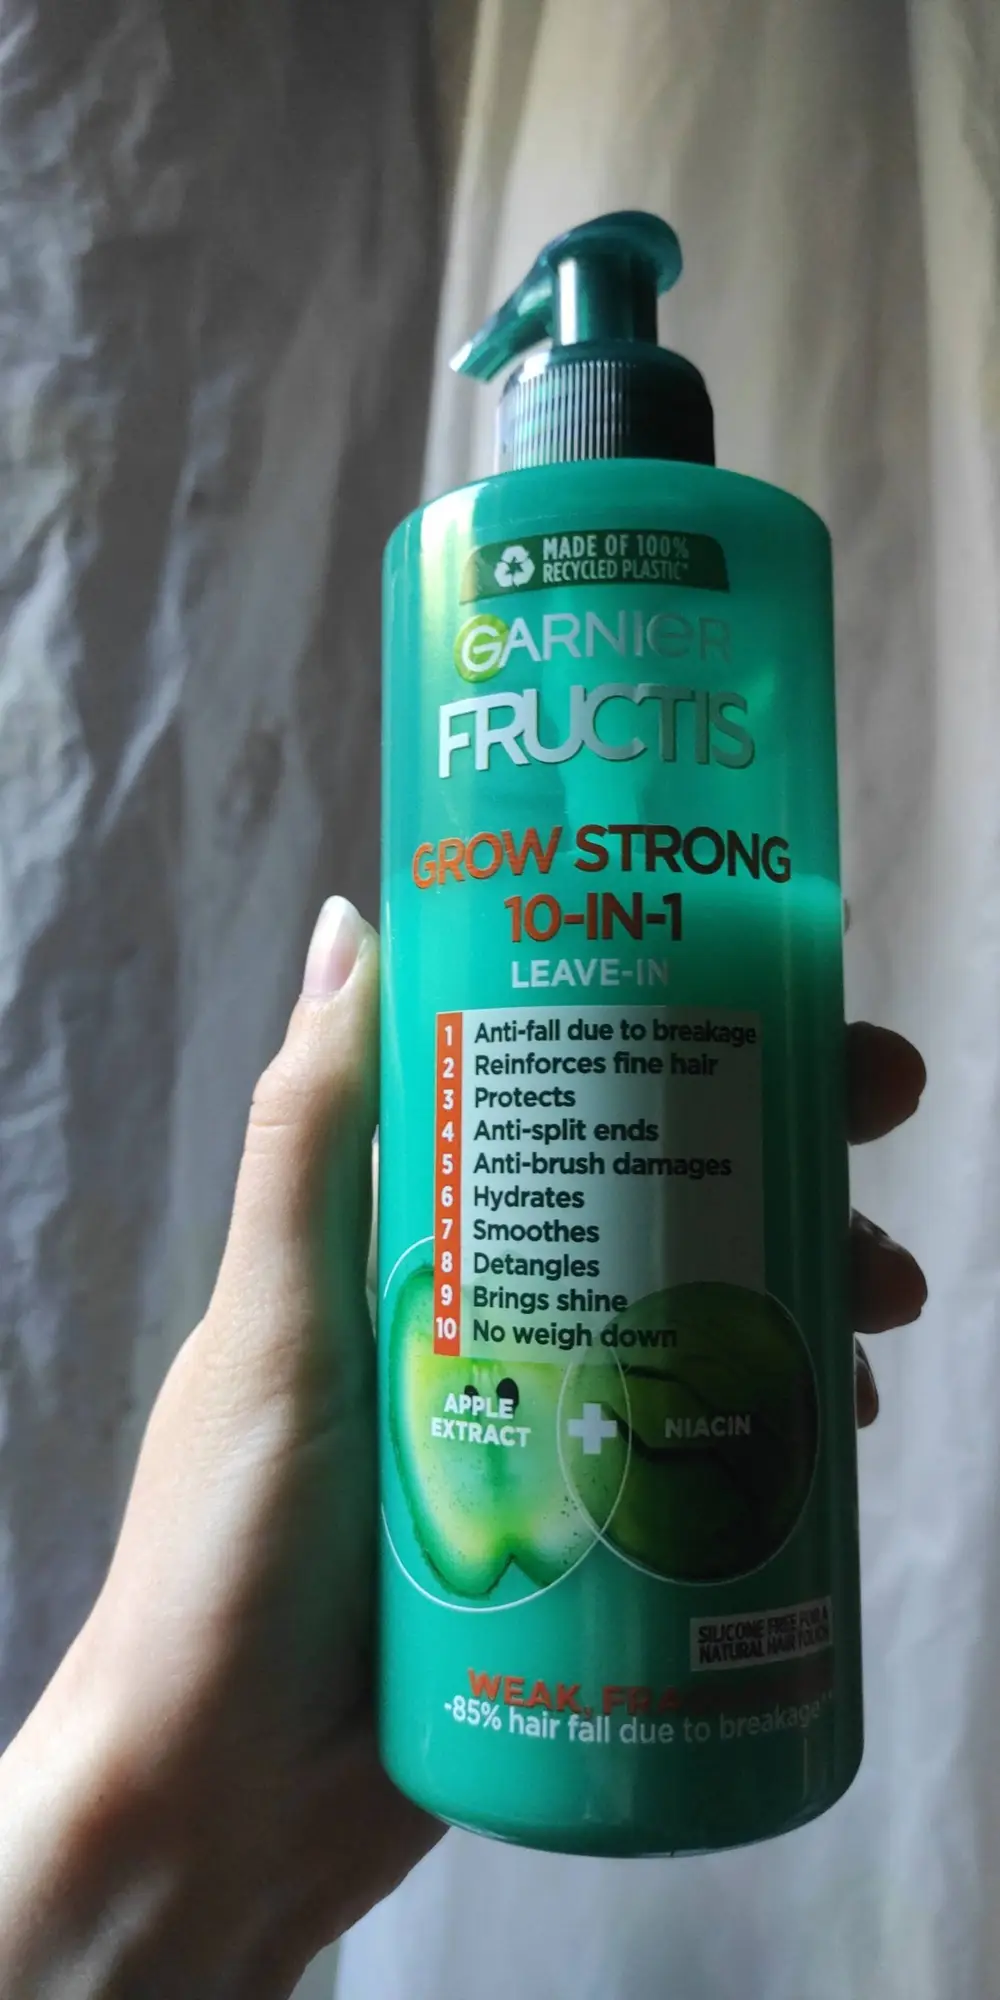 MADE OF 100%
RECYCLED PLASTIC*
GARNIER
FRUCTIS
GROW STRONG
10-IN-1
LEAVE-IN
1 Anti-fall due to breakage
2 Reinforces fine hair
3 Protects
4 Anti-split ends
5 Anti-brush damages
6 Hydrates
7 Smoothes
8 Detangles
9 Brings shine
10 No weigh down
APPLE
EXTRACT
+
NIACIN
SILICONE FREE FOR A
NATURAL HAIR TOUCH
WEAK,
-85% hair fall due to breakage**